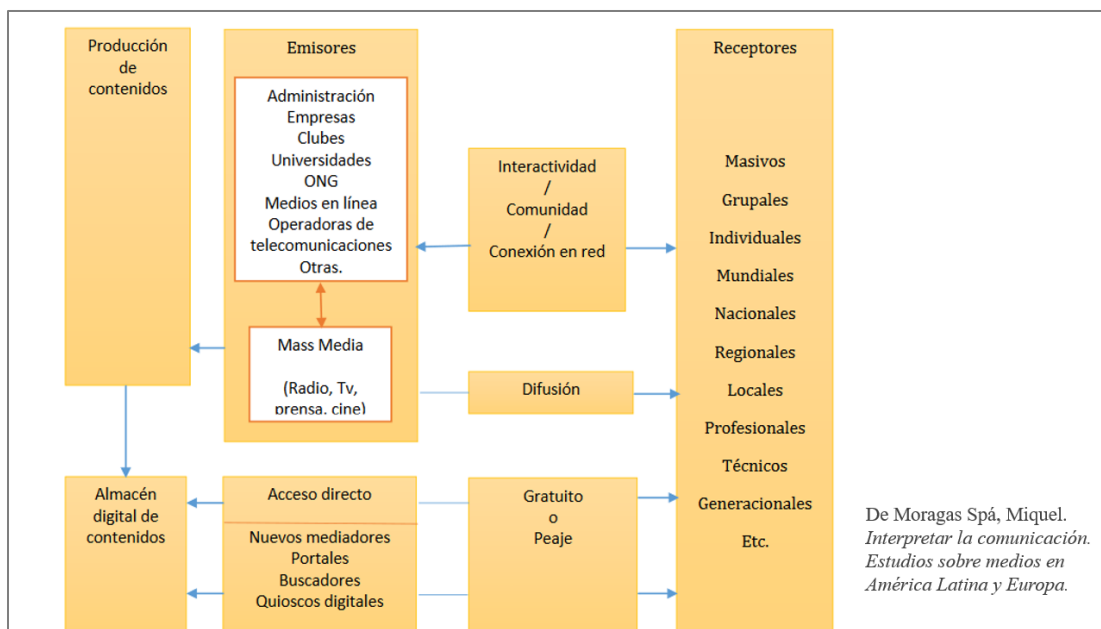 Producción
de
contenidos
Emisores
Administración
Empresas
Clubes
Universidades
ONG
Medios en línea
Operadoras de
telecomunicaciones
Otras.
Mass Media
(Radio, Tv,
prensa, cine)
Interactividad
/
Comunidad
/
Conexión en red
Difusión
Receptores
Masivos
Grupales
Individuales
Mundiales
Nacionales
Regionales
Locales
Profesionales
Técnicos
Generacionales
Etc.
Almacén
digital de
contenidos
Acceso directo
Nuevos mediadores
Portales
Buscadores
Quioscos digitales
Gratuito
o
Peaje
De Moragas Spá, Miquel.
Interpretar la comunicación.
Estudios sobre medios en
América Latina y Europa.